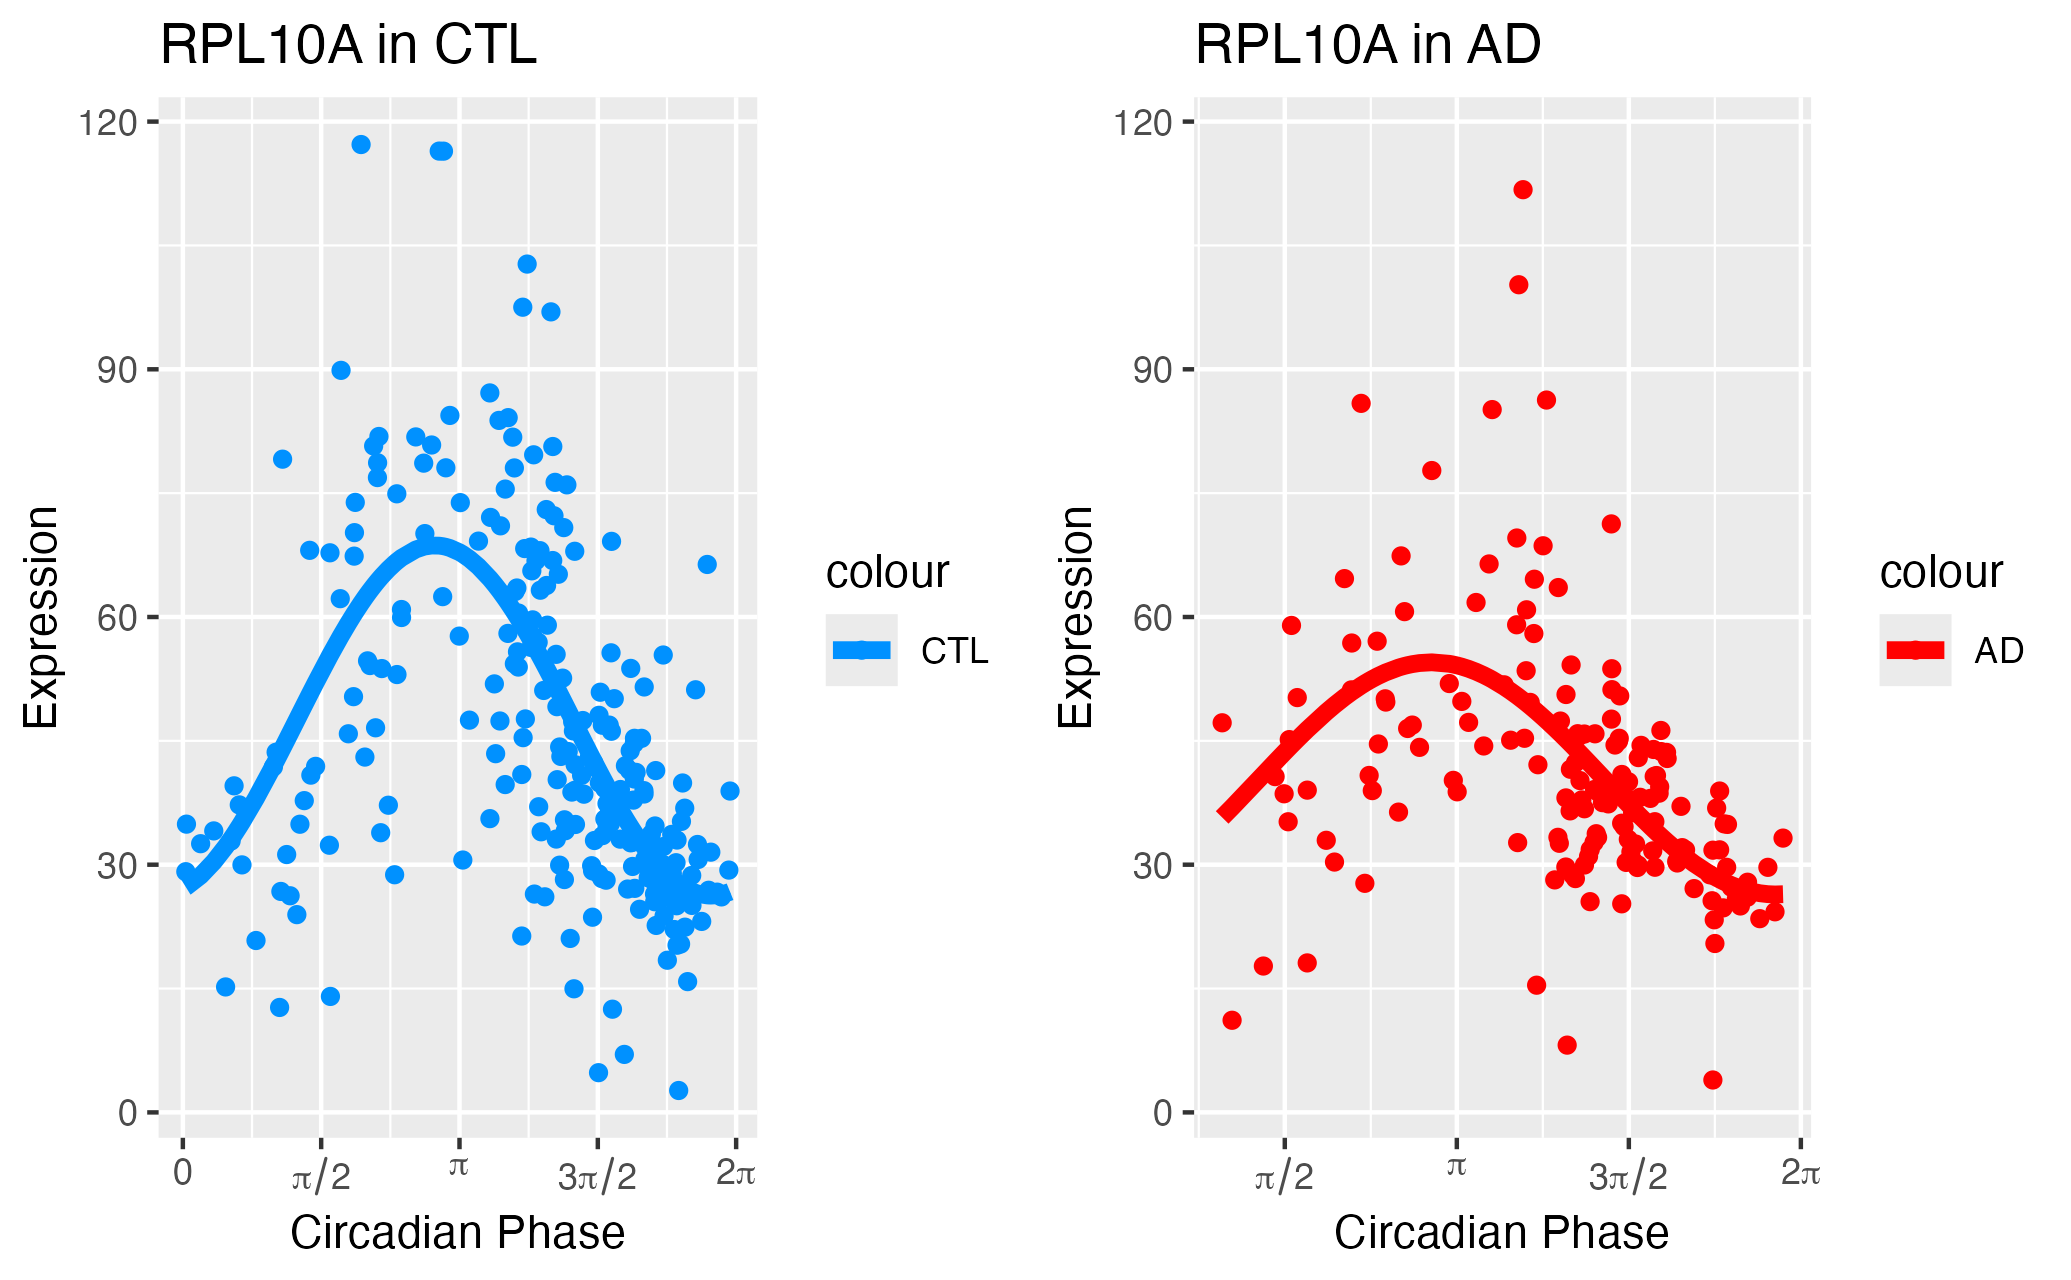 RPL10A in CTL
120
90
60
30
0
Expression
0 π/2 π 3π/2 2π
Circadian Phase
colour
CTL
RPL10A in AD
120
90
60
30
0
Expression
π/2 π 3π/2 2π
Circadian Phase
colour
AD